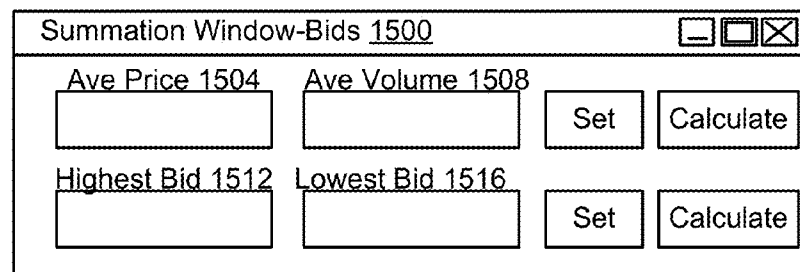 Summation Window-Bids 1500
Ave Price 1504 Ave Volume 1508
Set Calculate
Highest Bid 1512 Lowest Bid 1516
Set Calculate